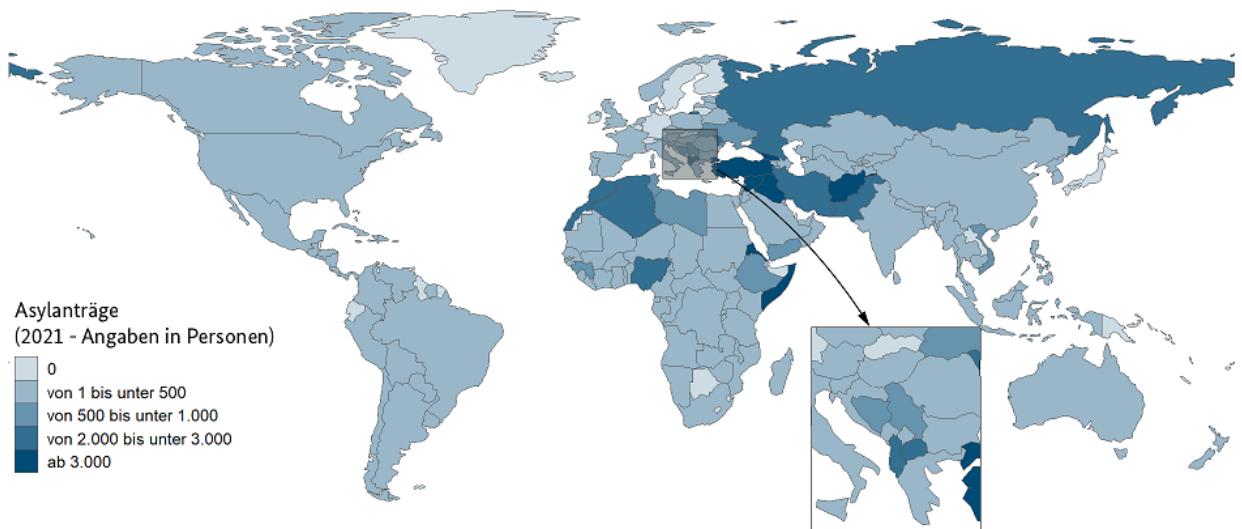 Asylanträge
(2021 - Angaben in Personen)
0
von 1 bis unter 500
von 500 bis unter 1.000
von 2.000 bis unter 3.000
ab 3.000